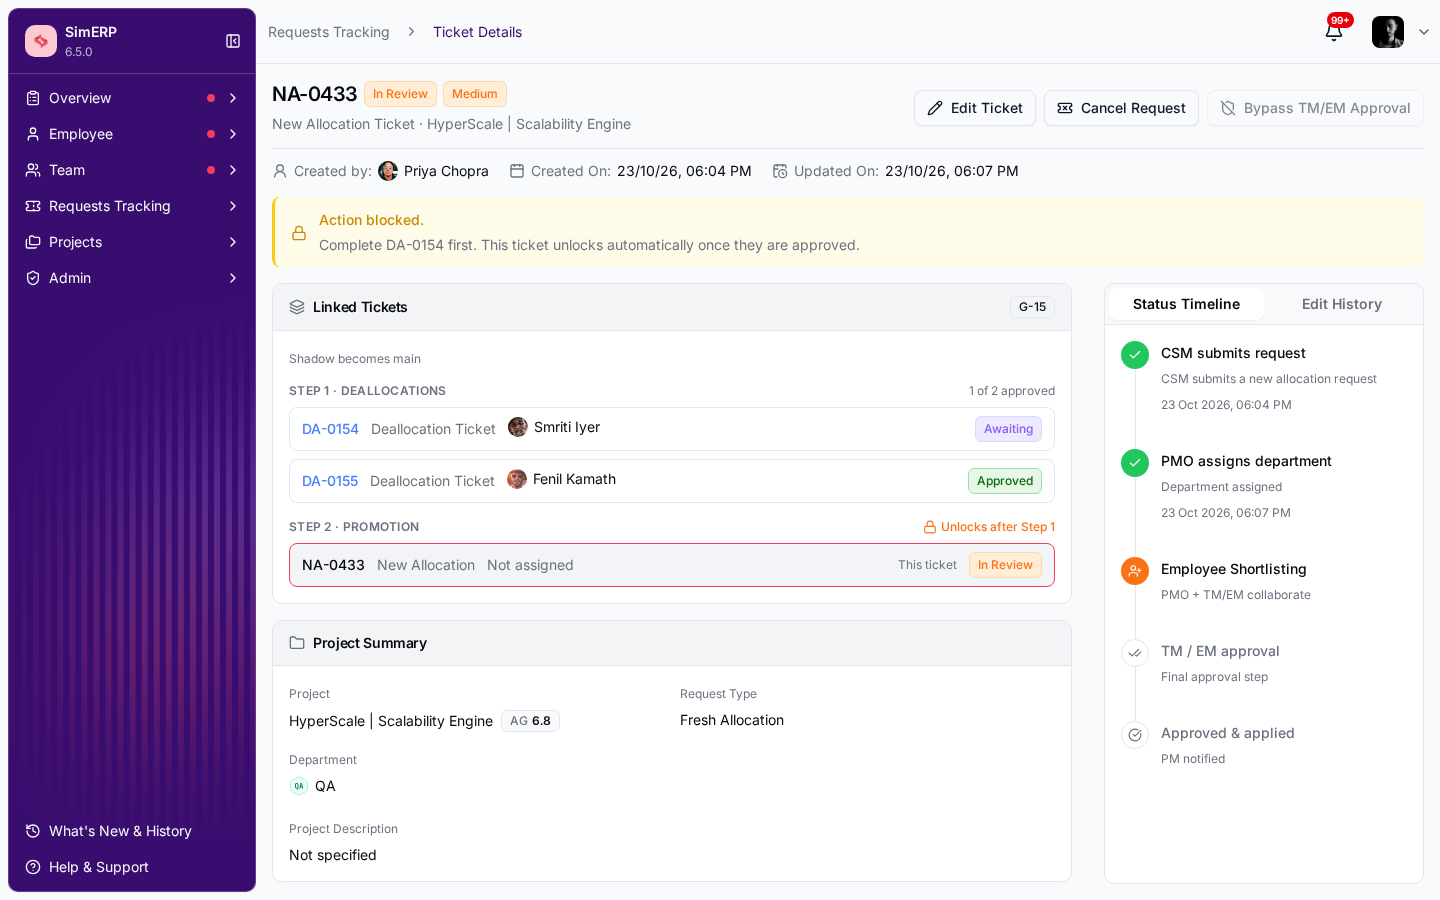 SimERP
6.5.0
Overview
Employee
Team
Requests Tracking
Projects
Admin
What's New & History
Help & Support
Requests Tracking
Ticket Details
99+
NA-0433
In Review
Medium
New Allocation Ticket · HyperScale | Scalability Engine
Edit Ticket
Cancel Request
Bypass TM/EM Approval
Created by: Priya Chopra
Created On: 23/10/26, 06:04 PM
Updated On: 23/10/26, 06:07 PM
Action blocked.
Complete DA-0154 first. This ticket unlocks automatically once they are approved.
Linked Tickets
G-15
Shadow becomes main
STEP 1 · DEALLOCATIONS
1 of 2 approved
DA-0154 Deallocation Ticket Smriti Iyer Awaiting
DA-0155 Deallocation Ticket Fenil Kamath Approved
STEP 2 · PROMOTION
Unlocks after Step 1
NA-0433 New Allocation Not assigned This ticket In Review
Project Summary
Project
HyperScale | Scalability Engine AG 6.8
Request Type
Fresh Allocation
Department
QA QA
Project Description
Not specified
Status Timeline
Edit History
CSM submits request
CSM submits a new allocation request
23 Oct 2026, 06:04 PM
PMO assigns department
Department assigned
23 Oct 2026, 06:07 PM
Employee Shortlisting
PMO + TM/EM collaborate
TM / EM approval
Final approval step
Approved & applied
PM notified